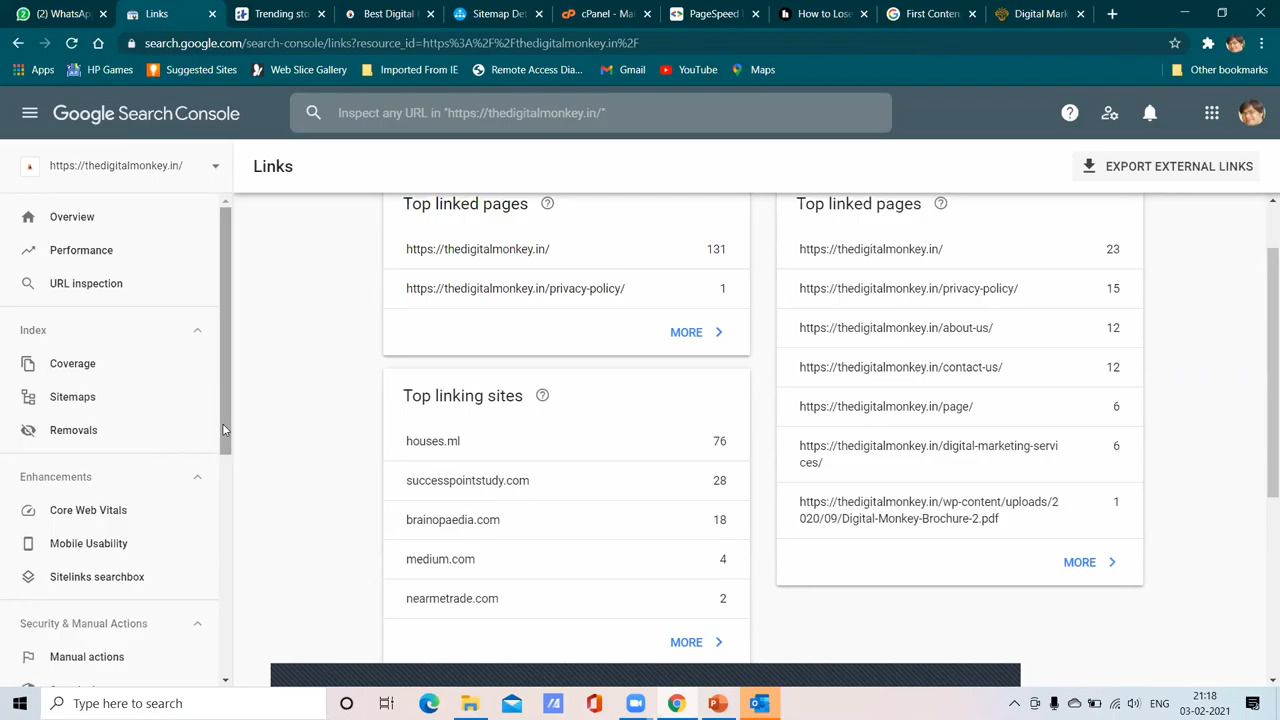 2
WhatsA
Links
Trending sto
Best Digital
Sitemap Det
cPanel - Ma
PageSpeed I
How to Lose
First Conten
Digital Mark
search.google.com/search-console/links?resource_id=https%3A%2F%2Fthedigitalmonkey.in%2F
Apps
HP Games
Suggested Sites
Web Slice Gallery
Imported From IE
Remote Access Dia...
Gmail
YouTube
Maps
Other bookmarks
Google Search Console
Inspect any URL in "https://thedigitalmonkey.in/"
https://thedigitalmonkey.in/
Links
EXPORT EXTERNAL LINKS
Overview
Performance
URL inspection
Index
Coverage
Sitemaps
Removals
Enhancements
Core Web Vitals
Mobile Usability
Sitelinks searchbox
Security & Manual Actions
Manual actions
Top linked pages
https://thedigitalmonkey.in/ 131
https://thedigitalmonkey.in/privacy-policy/ 1
MORE
Top linking sites
houses.ml 76
successpointstudy.com 28
brainopaedia.com 18
medium.com 4
nearmetrade.com 2
MORE
Top linked pages
https://thedigitalmonkey.in/ 23
https://thedigitalmonkey.in/privacy-policy/ 15
https://thedigitalmonkey.in/about-us/ 12
https://thedigitalmonkey.in/contact-us/ 12
https://thedigitalmonkey.in/page/ 6
https://thedigitalmonkey.in/digital-marketing-servi
ces/ 6
https://thedigitalmonkey.in/wp-content/uploads/2
020/09/Digital-Monkey-Brochure-2.pdf 1
MORE
Type here to search
ENG
21:18
03-02-2021